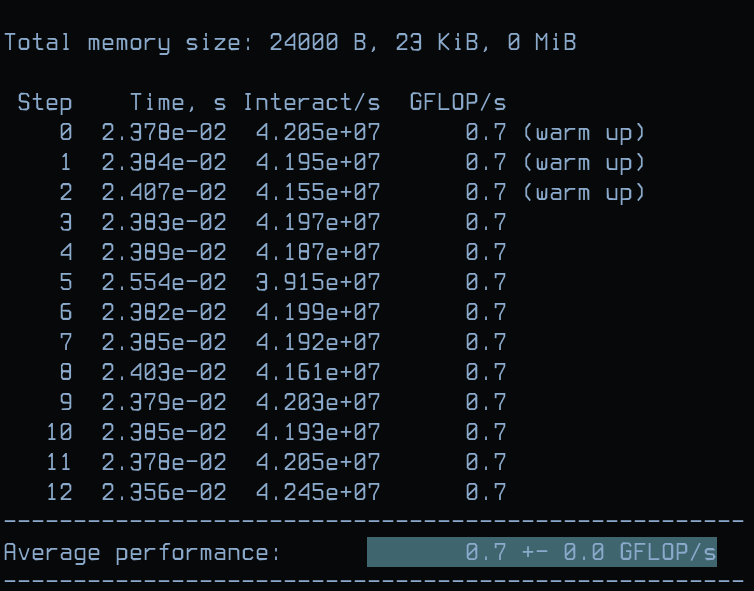 Total memory size: 24000 B, 23 KiB, 0 MiB
Step Time, s Interact/s GFLOP/s
0 2.378e-02 4.205e+07 0.7 (warm up)
1 2.384e-02 4.195e+07 0.7 (warm up)
2 2.407e-02 4.155e+07 0.7 (warm up)
3 2.383e-02 4.197e+07 0.7
4 2.389e-02 4.187e+07 0.7
5 2.554e-02 3.915e+07 0.7
6 2.382e-02 4.199e+07 0.7
7 2.385e-02 4.192e+07 0.7
8 2.403e-02 4.161e+07 0.7
9 2.379e-02 4.203e+07 0.7
10 2.385e-02 4.193e+07 0.7
11 2.378e-02 4.205e+07 0.7
12 2.356e-02 4.245e+07 0.7
-----------------------------------------------------
Average performance: 0.7 +- 0.0 GFLOP/s
-----------------------------------------------------